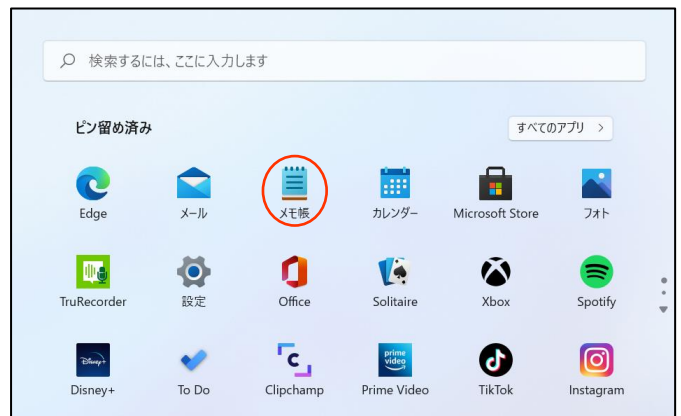 検索するには、ここに入力します
ピン留め済み
すべてのアプリ >
Edge
メール
メモ帳
カレンダー
Microsoft Store
フォト
TruRecorder
設定
Office
Solitaire
Xbox
Spotify
Disney+
prime video
Disney+
To Do
Clipchamp
Prime Video
TikTok
Instagram